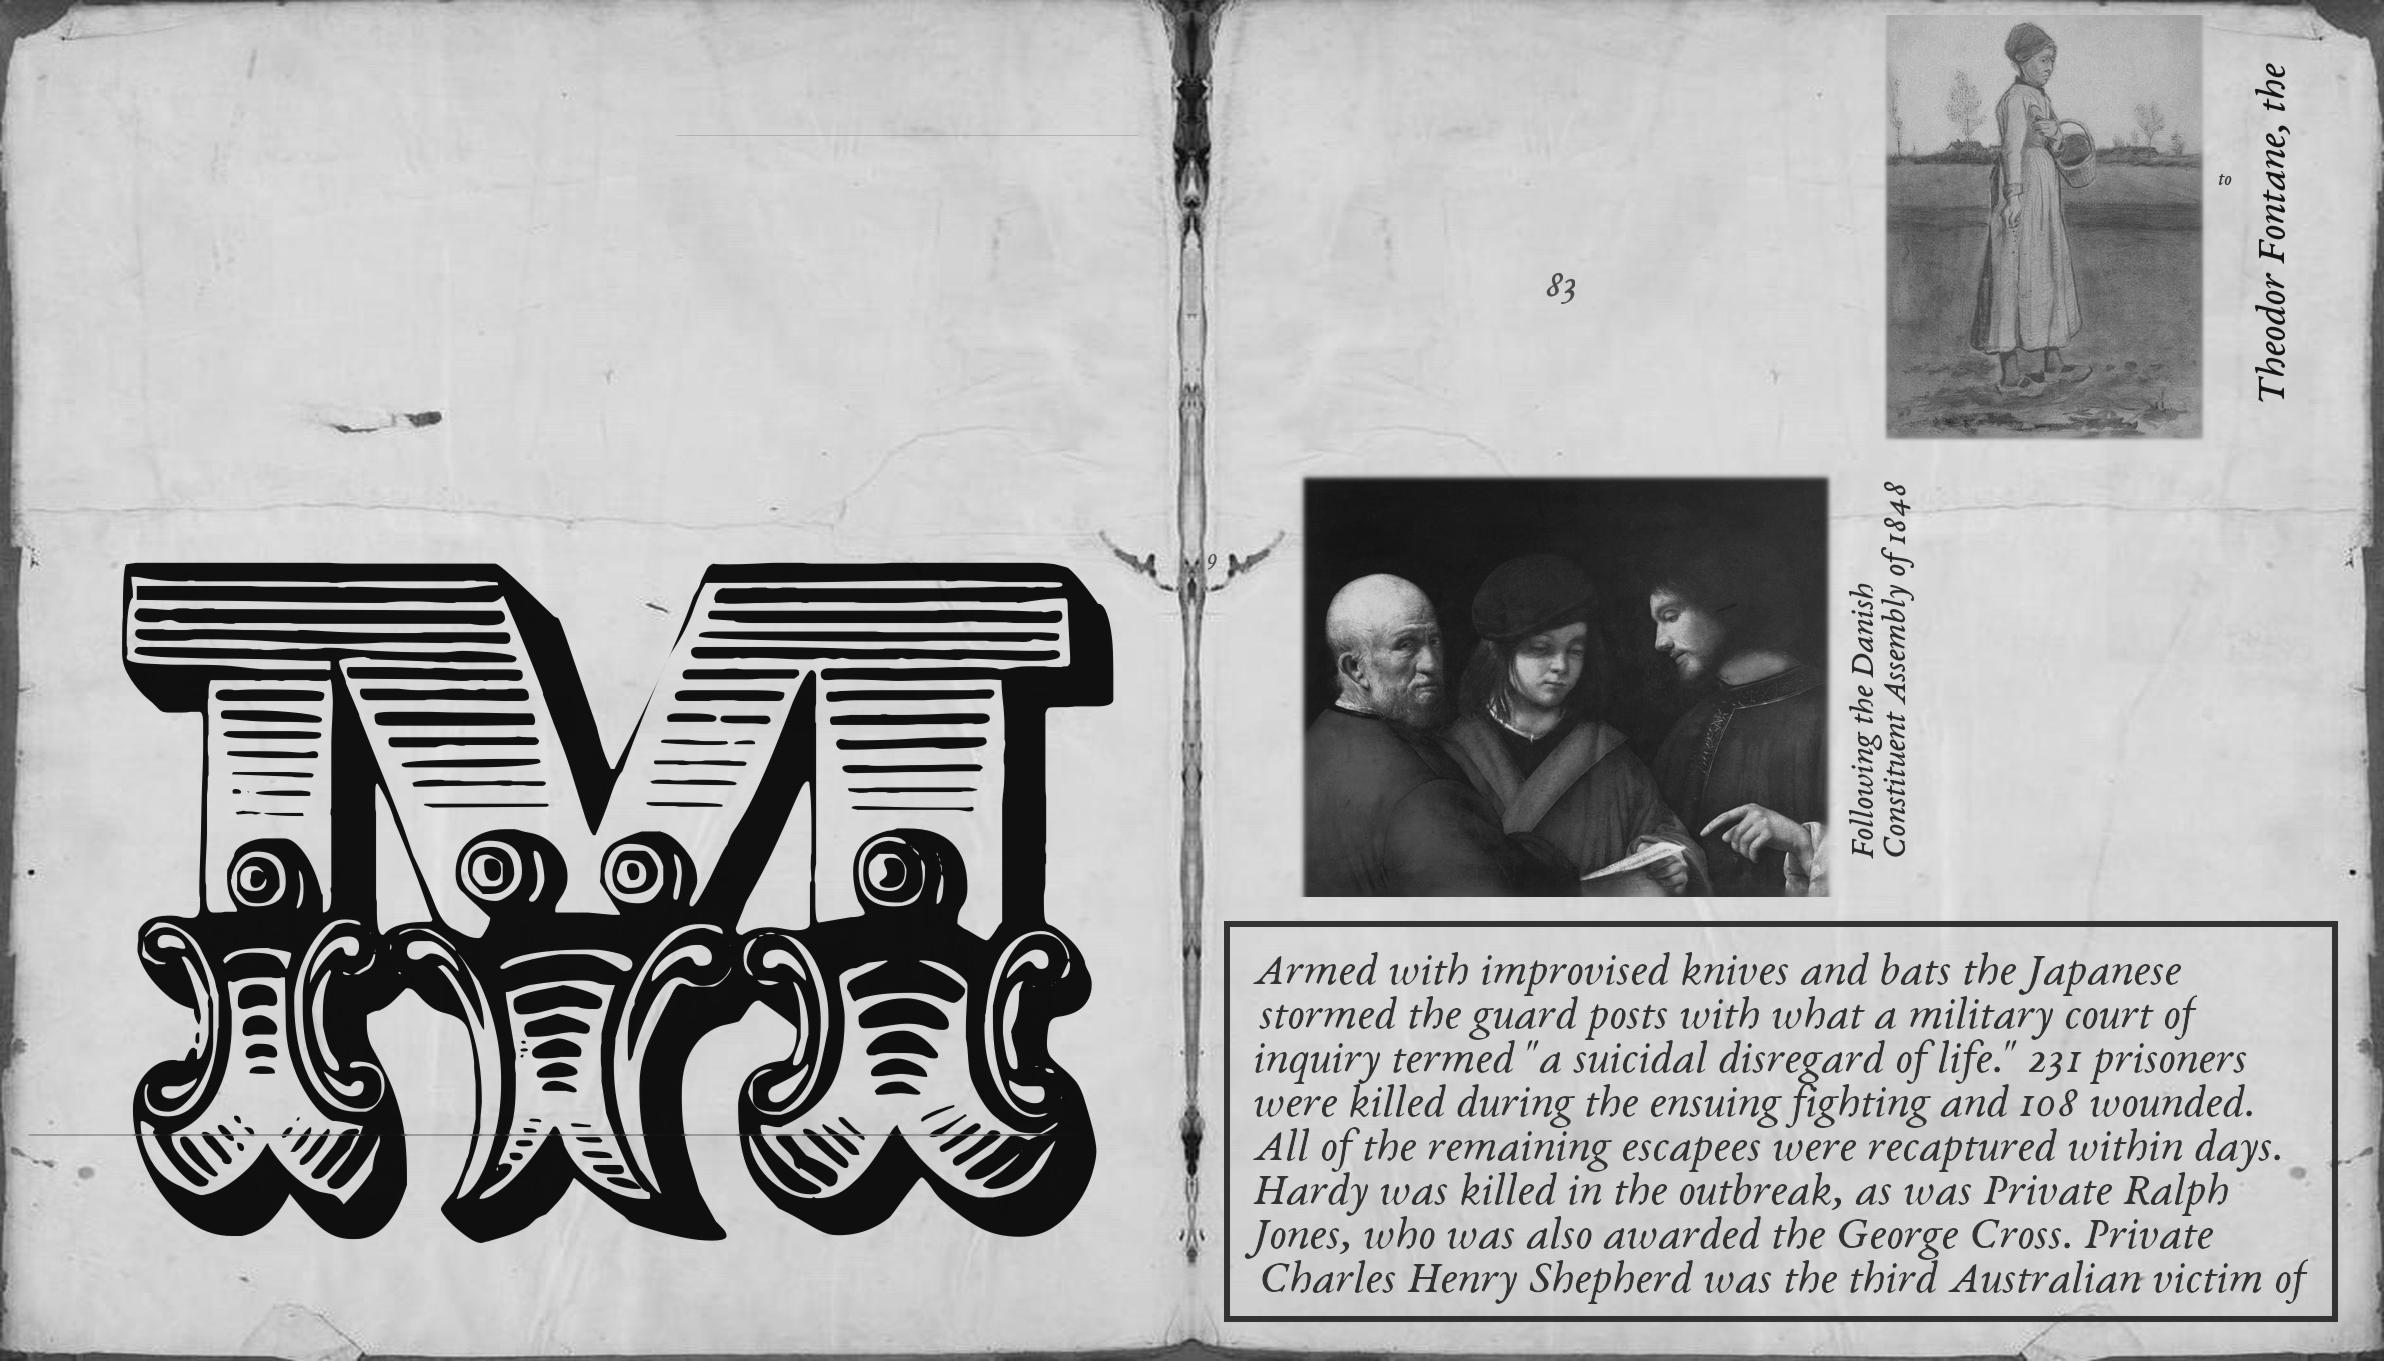 M
9
83
to
Theodor Fontane, the
Following the Danish
Constituent Assembly of 1848
Armed with improvised knives and bats the Japanese
stormed the guard posts with what a military court of
inquiry termed "a suicidal disregard of life." 231 prisoners
were killed during the ensuing fighting and 108 wounded.
All of the remaining escapees were recaptured within days.
Hardy was killed in the outbreak, as was Private Ralph
Jones, who was also awarded the George Cross. Private
Charles Henry Shepherd was the third Australian victim of